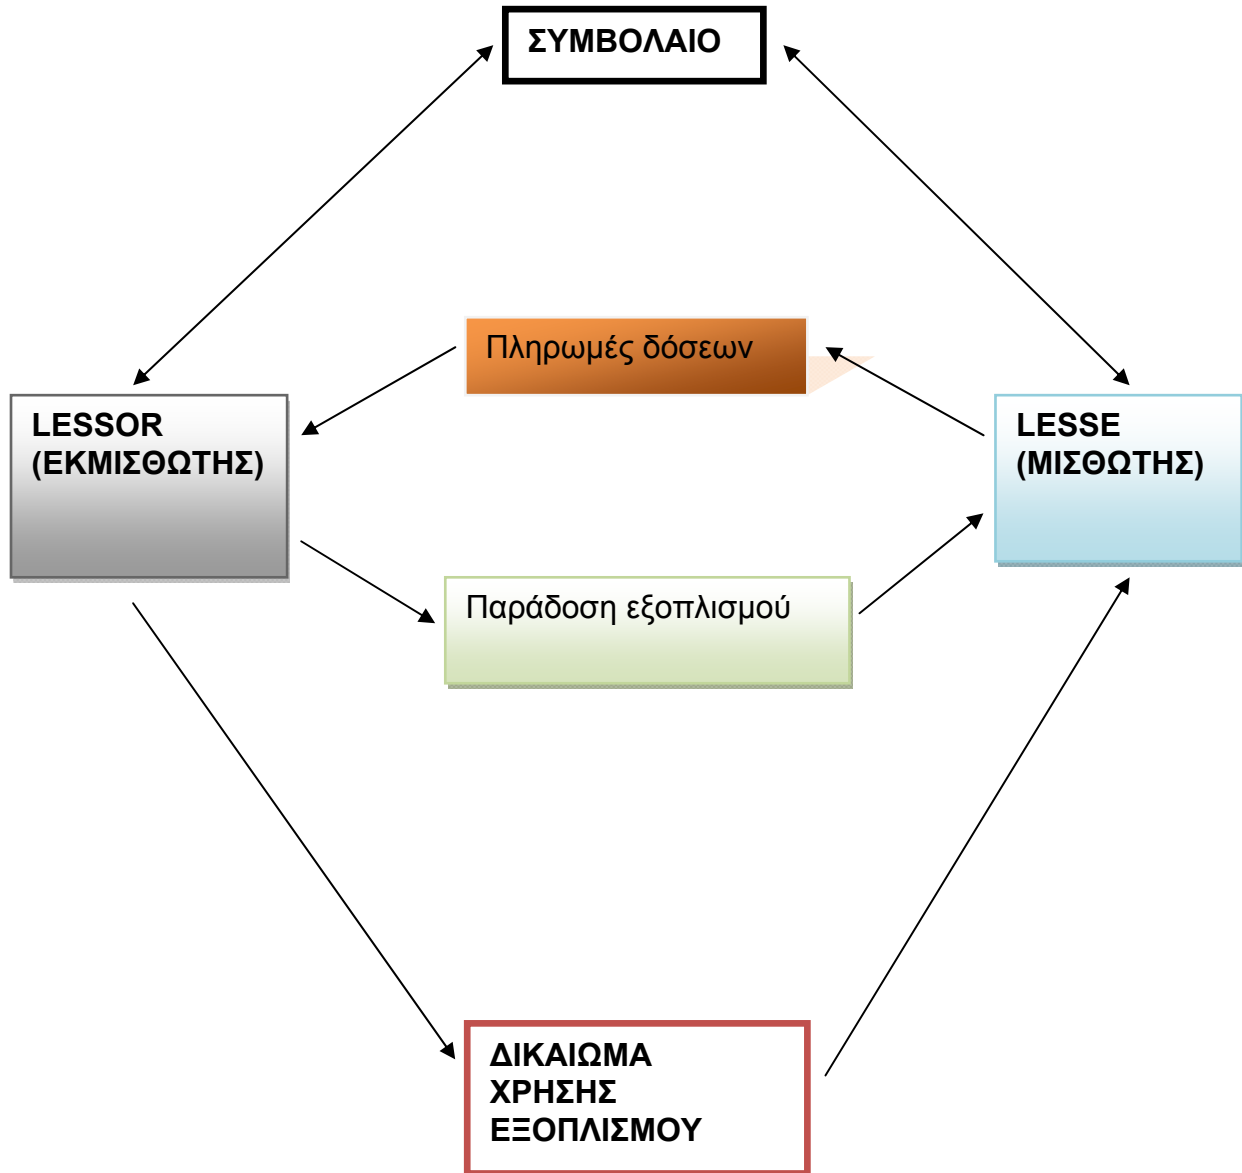 ΣΥΜΒΟΛΑΙΟ
Πληρωμές δόσεων
LESSOR
(ΕΚΜΙΣΘΩΤΗΣ)
LESSE
(ΜΙΣΘΩΤΗΣ)
Παράδοση εξοπλισμού
ΔΙΚΑΙΩΜΑ
ΧΡΗΣΗΣ
ΕΞΟΠΛΙΣΜΟΥ